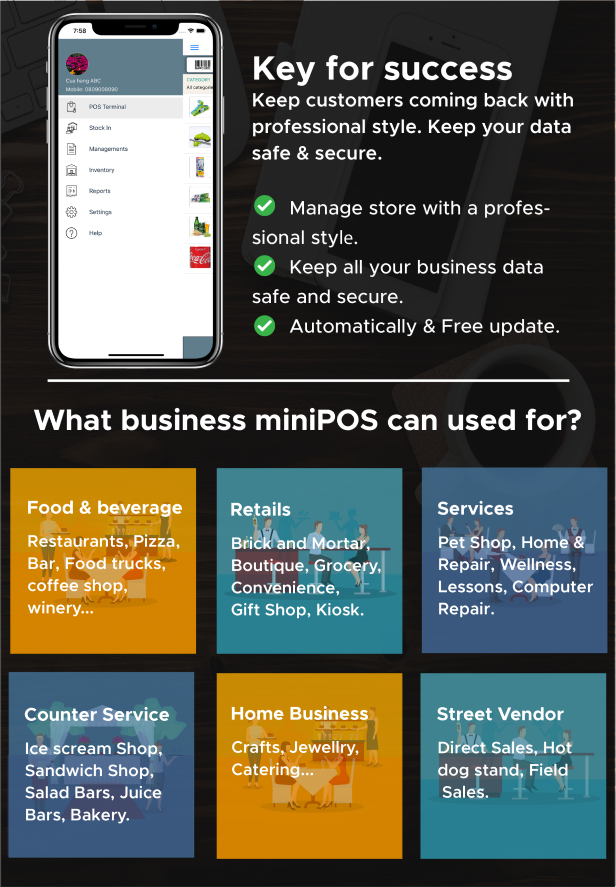 7:58
Cua hang ABC
Mobile: 0809008090
CATEGORY
All categorie
POS Terminal
Stock In
Managements
Inventory
Reports
Settings
Help
Key for success
Keep customers coming back with
professional style. Keep your data
safe & secure.
Manage store with a profes-
sional style.
Keep all your business data
safe and secure.
Automatically & Free update.
What business miniPOS can used for?
Food & beverage
Restaurants, Pizza,
Bar, Food trucks,
coffee shop,
winery...
Retails
Brick and Mortar,
Boutique, Grocery,
Convenience,
Gift Shop, Kiosk.
Services
Pet Shop, Home &
Repair, Wellness,
Lessons, Computer
Repair.
Counter Service
Ice scream Shop,
Sandwich Shop,
Salad Bars, Juice
Bars, Bakery.
Home Business
Crafts, Jewellry,
Catering...
Street Vendor
Direct Sales, Hot
dog stand, Field
Sales.